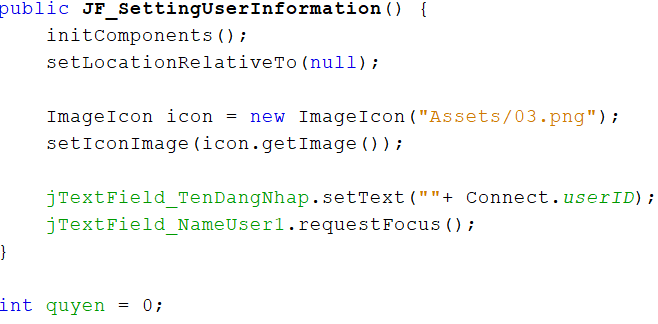 public JF_SettingUserInformation() {
initComponents();
setLocationRelativeTo(null);
ImageIcon icon = new ImageIcon("Assets/03.png");
setIconImage(icon.getImage());
jTextField_TenDangNhap.setText(""+ Connect.userID);
jTextField_NameUser1.requestFocus();
}
int quyen = 0;